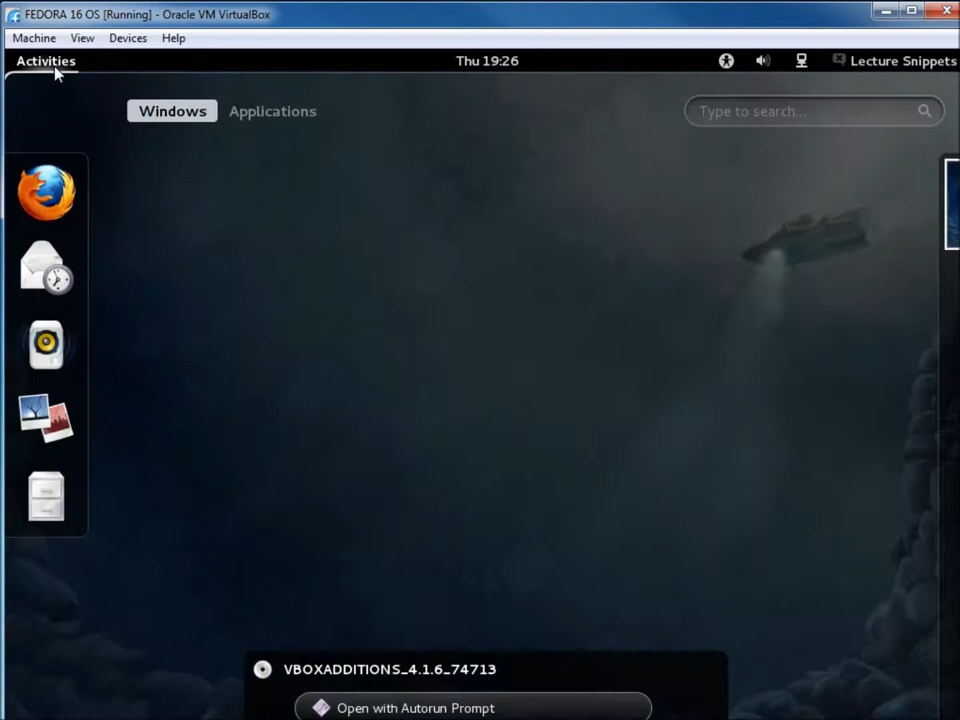 FEDORA 16 OS [Running] - Oracle VM VirtualBox
Machine View Devices Help
Activities Thu 19:26 Lecture Snippets
Windows Applications Type to search...
VBOXADDITIONS_4.1.6_74713
Open with Autorun Prompt